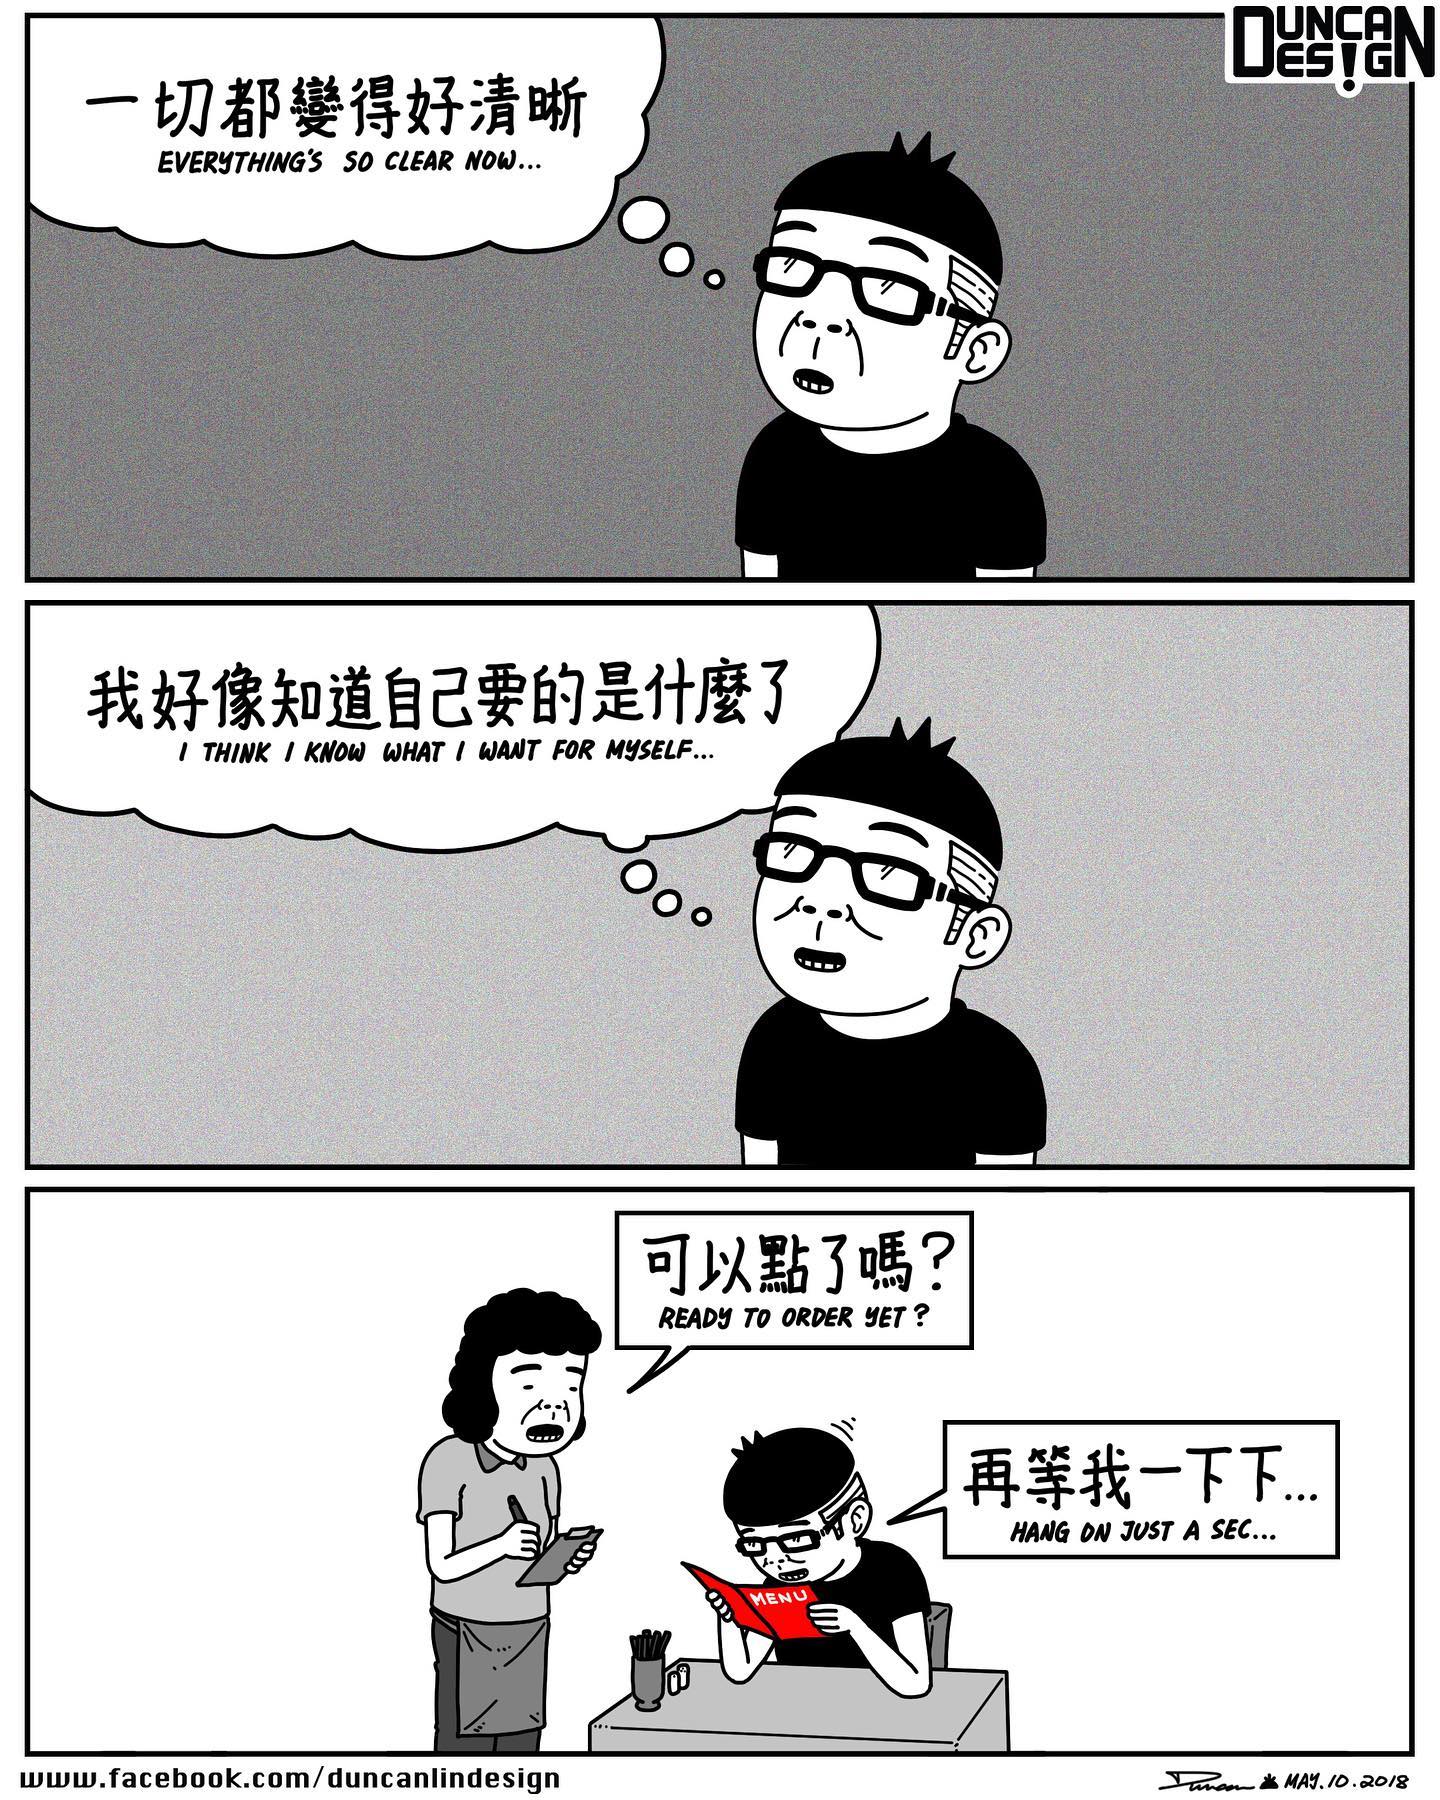 DUNCAN
DES!GN
一切都變得好清晰
EVERYTHING'S SO CLEAR NOW...
我好像知道自己要的是什麼了
I THINK I KNOW WHAT I WANT FOR MYSELF...
可以點了嗎？
READY TO ORDER YET?
再等我一下下...
HANG ON JUST A SEC...
MENU
www.facebook.com/duncanlindesign
Duncan MAY.10.2018